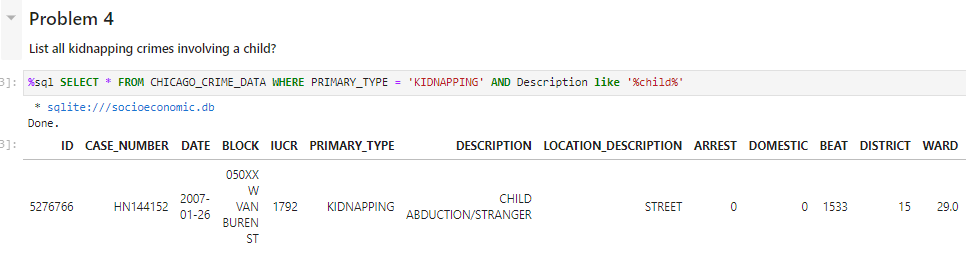 Problem 4
List all kidnapping crimes involving a child?
3]: %sql SELECT * FROM CHICAGO_CRIME_DATA WHERE PRIMARY_TYPE = 'KIDNAPPING' AND Description like '%child%'
* sqlite:///socioeconomic.db
Done.
3]: ID CASE_NUMBER DATE BLOCK IUCR PRIMARY_TYPE DESCRIPTION LOCATION_DESCRIPTION ARREST DOMESTIC BEAT DISTRICT WARD
5276766 HN144152 2007-
01-26 050XX
W
VAN
BUREN
ST 1792 KIDNAPPING CHILD
ABDUCTION/STRANGER STREET 0 0 1533 15 29.0